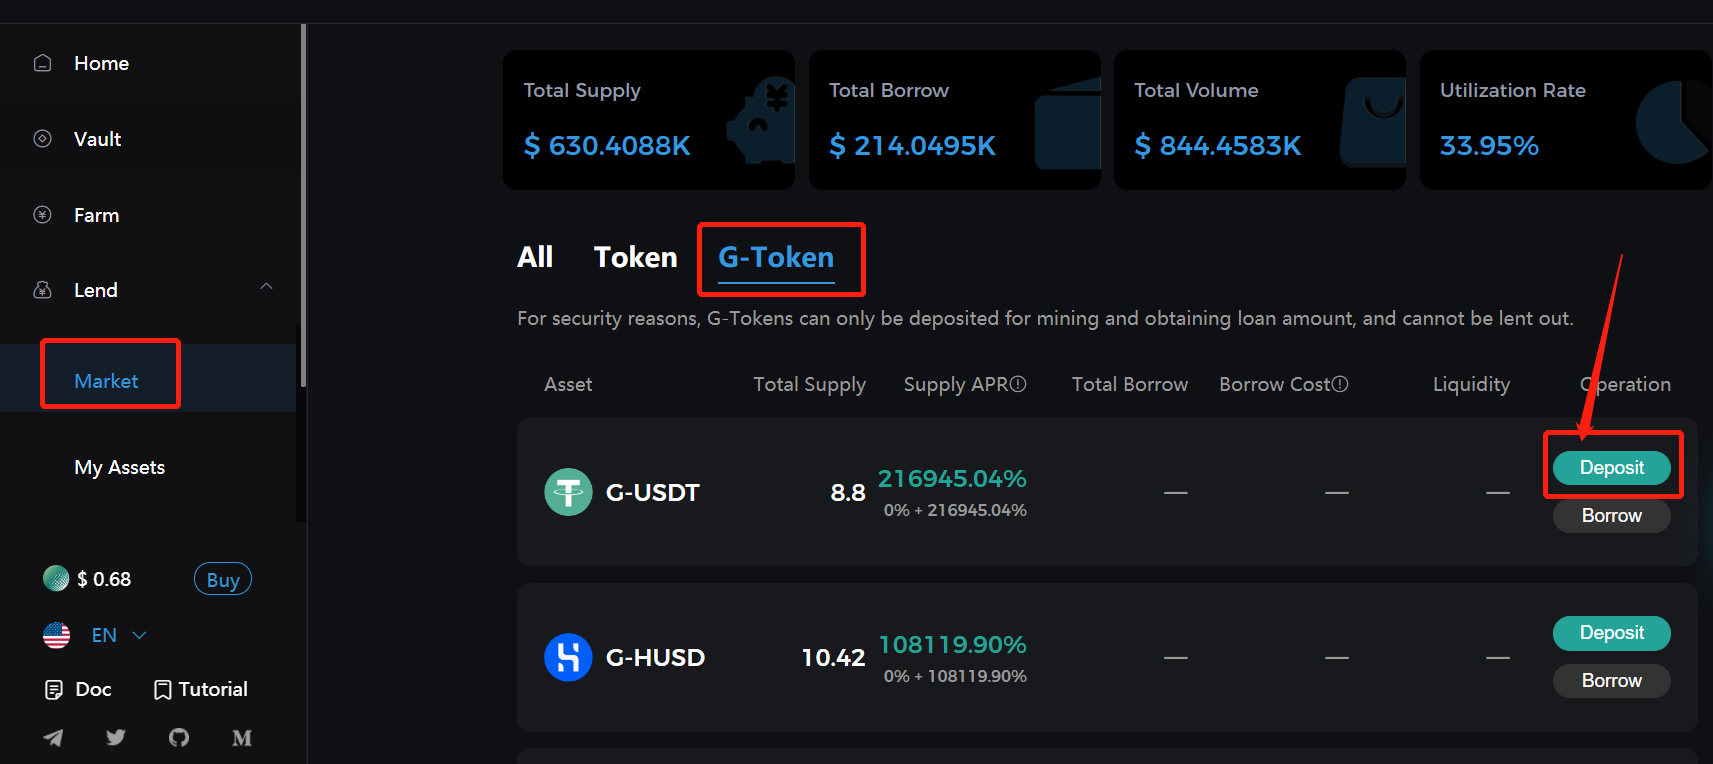 Home
Vault
Farm
Lend
Market
My Assets
$ 0.68 Buy
EN
Doc Tutorial
Total Supply
$ 630.4088K
Total Borrow
$ 214.0495K
Total Volume
$ 844.4583K
Utilization Rate
33.95%
All Token G-Token
For security reasons, G-Tokens can only be deposited for mining and obtaining loan amount, and cannot be lent out.
Asset Total Supply Supply APR Total Borrow Borrow Cost Liquidity Operation
G-USDT 8.8 216945.04% — — — Deposit
0% + 216945.04% Borrow
G-HUSD 10.42 108119.90% — — — Deposit
0% + 108119.90% Borrow